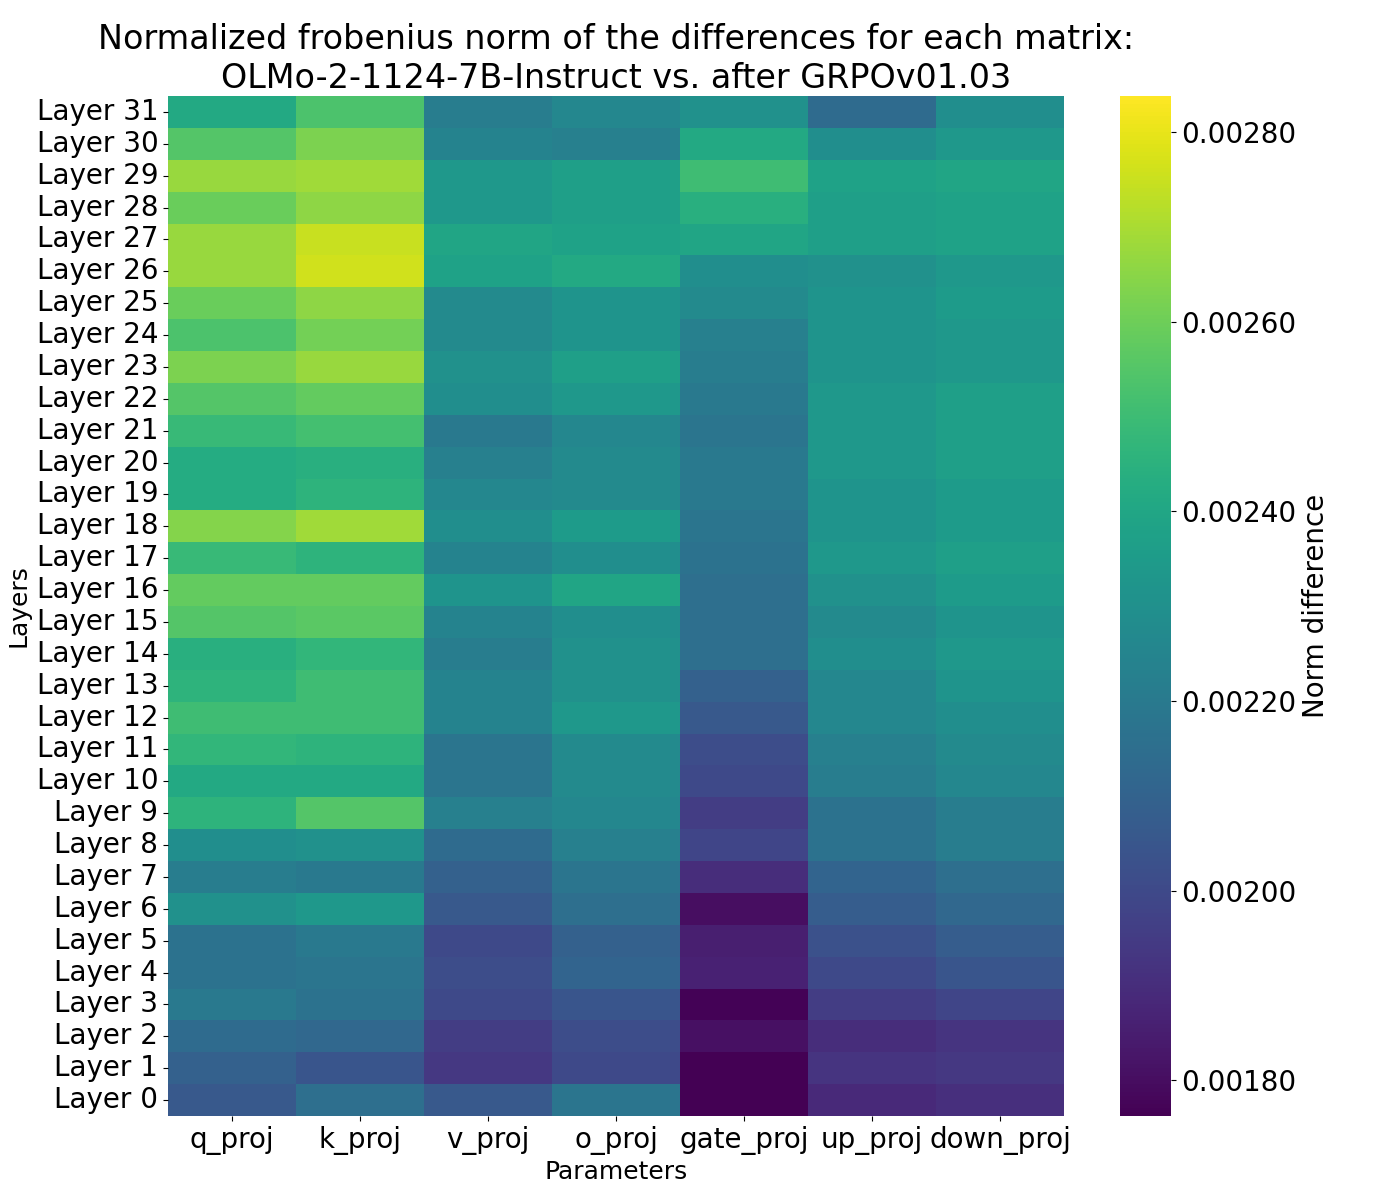 Normalized frobenius norm of the differences for each matrix:
OLMo-2-1124-7B-Instruct vs. after GRPOv01.03
Layers
Layer 31
Layer 30
Layer 29
Layer 28
Layer 27
Layer 26
Layer 25
Layer 24
Layer 23
Layer 22
Layer 21
Layer 20
Layer 19
Layer 18
Layer 17
Layer 16
Layer 15
Layer 14
Layer 13
Layer 12
Layer 11
Layer 10
Layer 9
Layer 8
Layer 7
Layer 6
Layer 5
Layer 4
Layer 3
Layer 2
Layer 1
Layer 0
q_proj k_proj v_proj o_proj gate_proj up_proj down_proj
Parameters
0.00280
0.00260
0.00240
0.00220
0.00200
0.00180
Norm difference